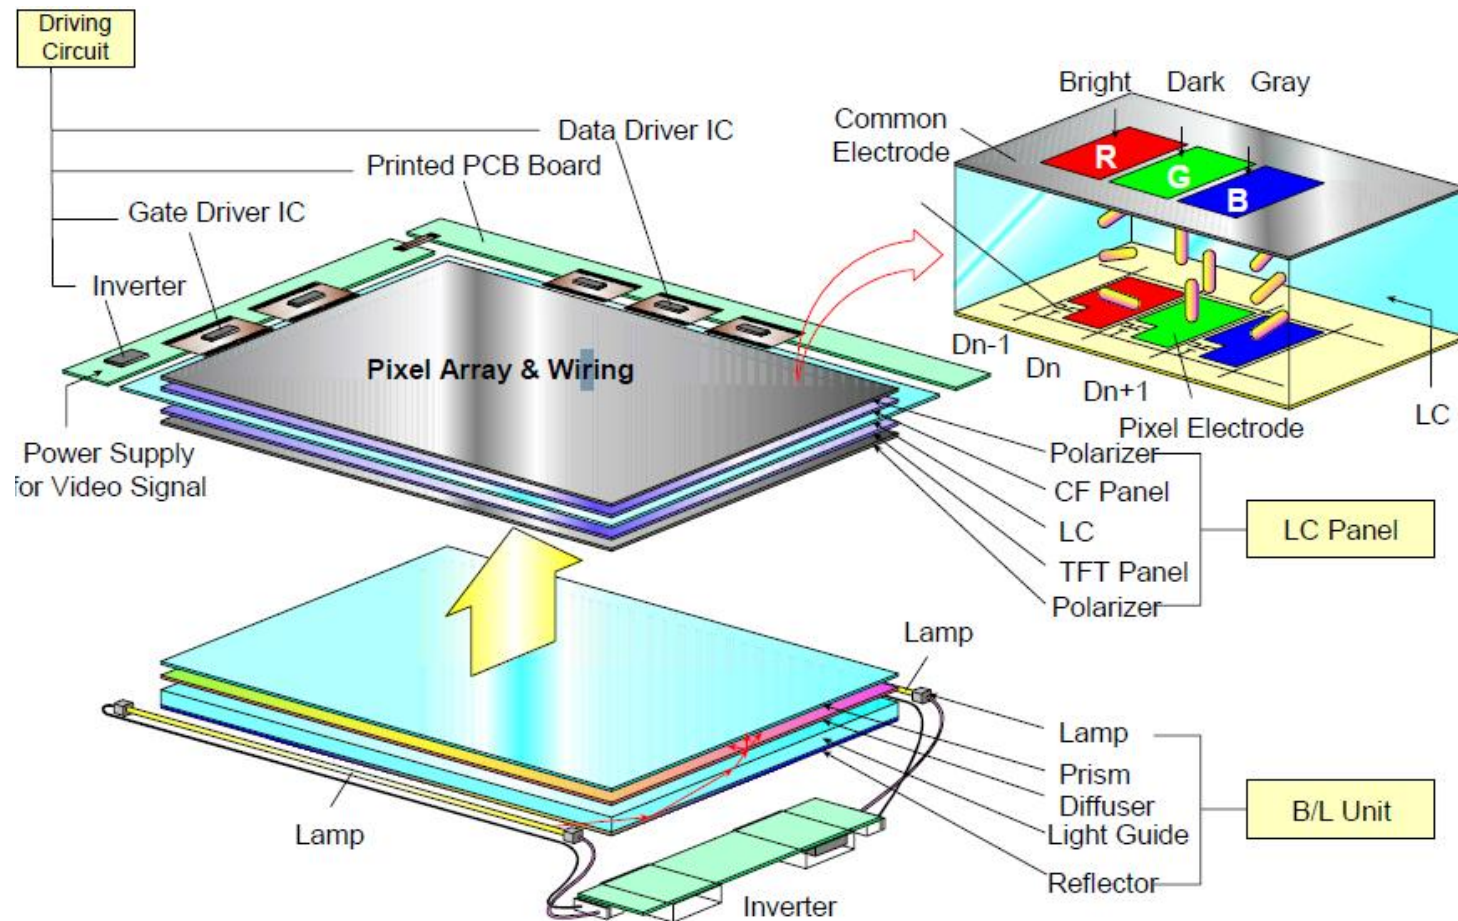 Driving
Circuit
Data Driver IC
Printed PCB Board
Gate Driver IC
Inverter
Pixel Array & Wiring
Power Supply
for Video Signal
Bright Dark Gray
Common
Electrode
R
G
B
Dn-1
Dn
Dn+1
Pixel Electrode
LC
Polarizer
CF Panel
LC
TFT Panel
Polarizer
LC Panel
Lamp
Lamp
Prism
Diffuser
Light Guide
Reflector
B/L Unit
Lamp
Inverter